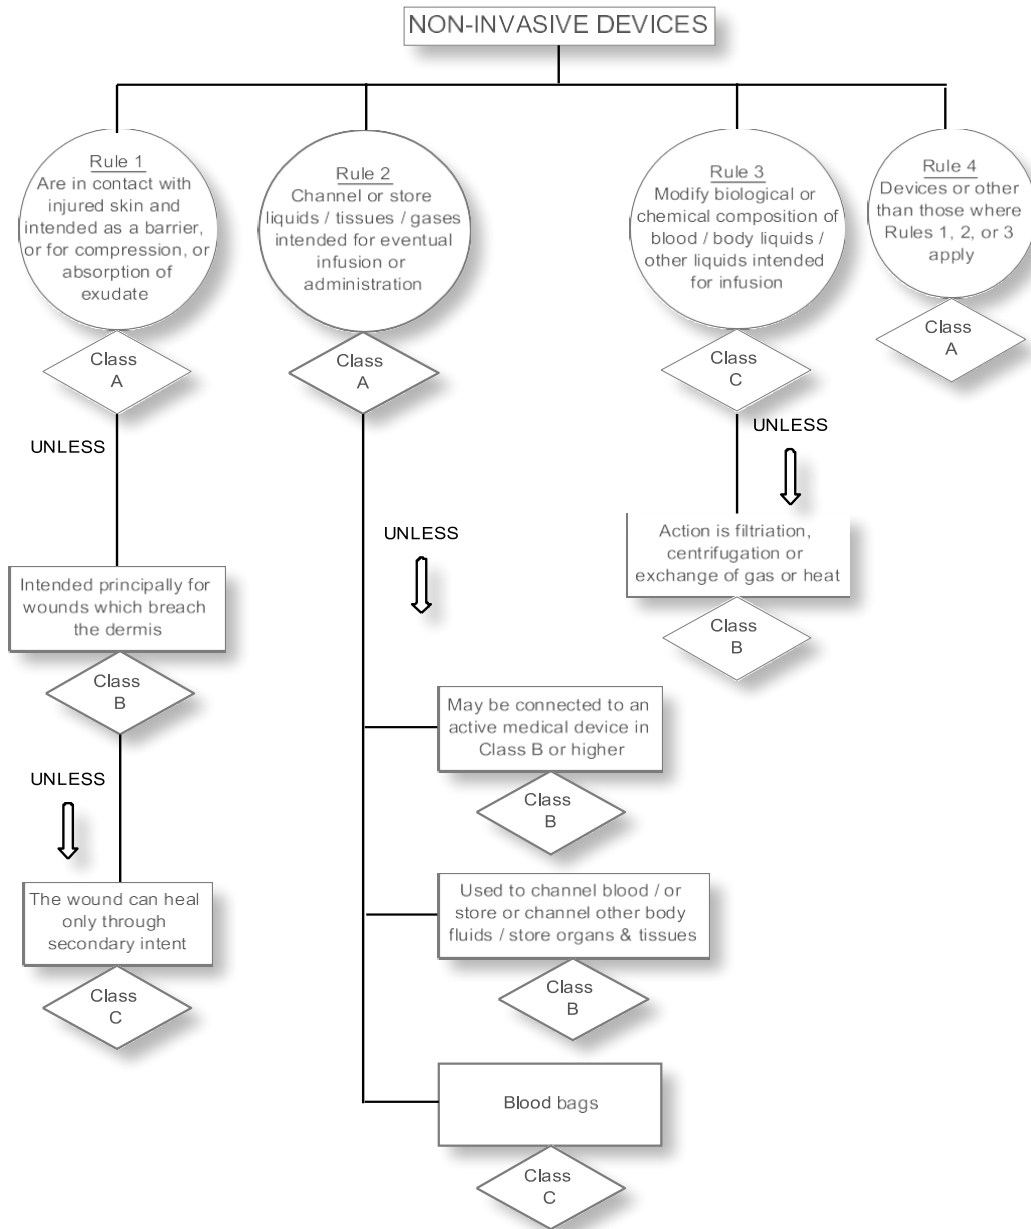 NON-INVASIVE DEVICES
Rule 1
Are in contact with
injured skin and
intended as a barrier,
or for compression, or
absorption of
exudate
Class
A
UNLESS
Intended principally for
wounds which breach
the dermis
Class
B
UNLESS
The wound can heal
only through
secondary intent
Class
C
Rule 2
Channel or store
liquids / tissues / gases
intended for eventual
infusion or
administration
Class
A
UNLESS
May be connected to an
active medical device in
Class B or higher
Class
B
Used to channel blood / or
store or channel other body
fluids / store organs & tissues
Class
B
Blood bags
Class
C
Rule 3
Modify biological or
chemical composition of
blood / body liquids /
other liquids intended
for infusion
Class
C
UNLESS
Action is filtriation,
centrifugation or
exchange of gas or heat
Class
B
Rule 4
Devices or other
than those where
Rules 1, 2, or 3
apply
Class
A